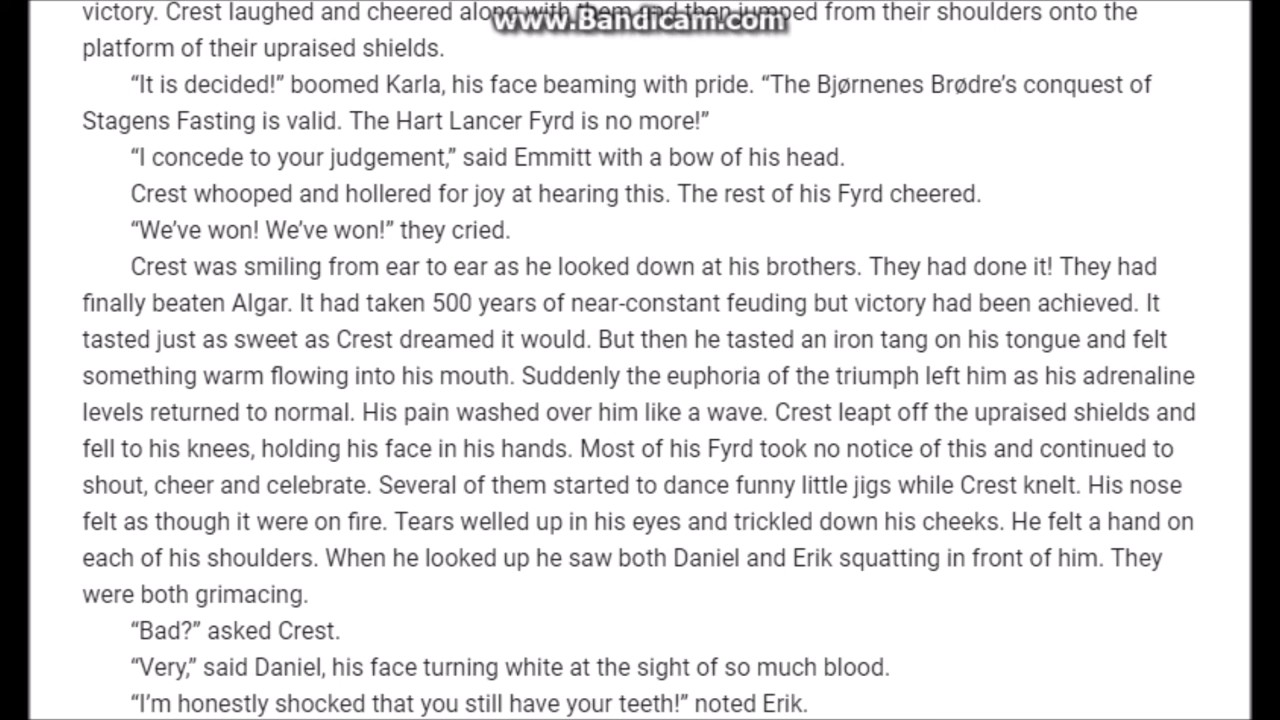 www.Bandicam.com
victory. Crest laughed and cheered along with them and then jumped from their shoulders onto the
platform of their upraised shields.
“It is decided!” boomed Karla, his face beaming with pride. “The Bjørnenes Brødre’s conquest of
Stagens Fasting is valid. The Hart Lancer Fyrd is no more!”
“I concede to your judgement,” said Emmitt with a bow of his head.
Crest whooped and hollered for joy at hearing this. The rest of his Fyrd cheered.
“We’ve won! We’ve won!” they cried.
Crest was smiling from ear to ear as he looked down at his brothers. They had done it! They had
finally beaten Algar. It had taken 500 years of near-constant feuding but victory had been achieved. It
tasted just as sweet as Crest dreamed it would. But then he tasted an iron tang on his tongue and felt
something warm flowing into his mouth. Suddenly the euphoria of the triumph left him as his adrenaline
levels returned to normal. His pain washed over him like a wave. Crest leapt off the upraised shields and
fell to his knees, holding his face in his hands. Most of his Fyrd took no notice of this and continued to
shout, cheer and celebrate. Several of them started to dance funny little jigs while Crest knelt. His nose
felt as though it were on fire. Tears welled up in his eyes and trickled down his cheeks. He felt a hand on
each of his shoulders. When he looked up he saw both Daniel and Erik squatting in front of him. They
were both grimacing.
“Bad?” asked Crest.
“Very,” said Daniel, his face turning white at the sight of so much blood.
“I’m honestly shocked that you still have your teeth!” noted Erik.